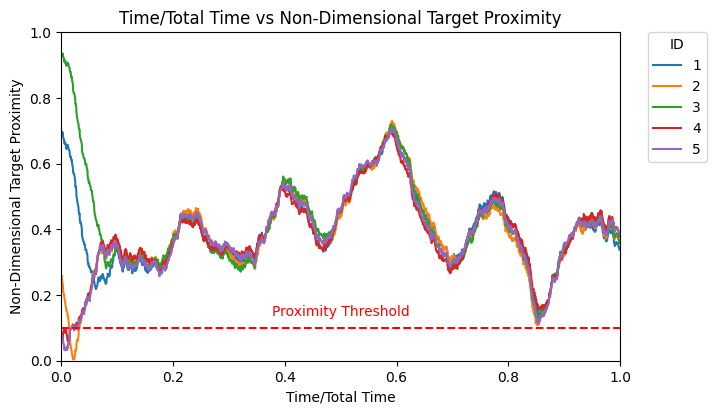 Time/Total Time vs Non-Dimensional Target Proximity
ID
1
2
3
4
5
Non-Dimensional Target Proximity
1.0
0.8
0.6
0.4
0.2
0.0
Proximity Threshold
0.0 0.2 0.4 0.6 0.8 1.0
Time/Total Time